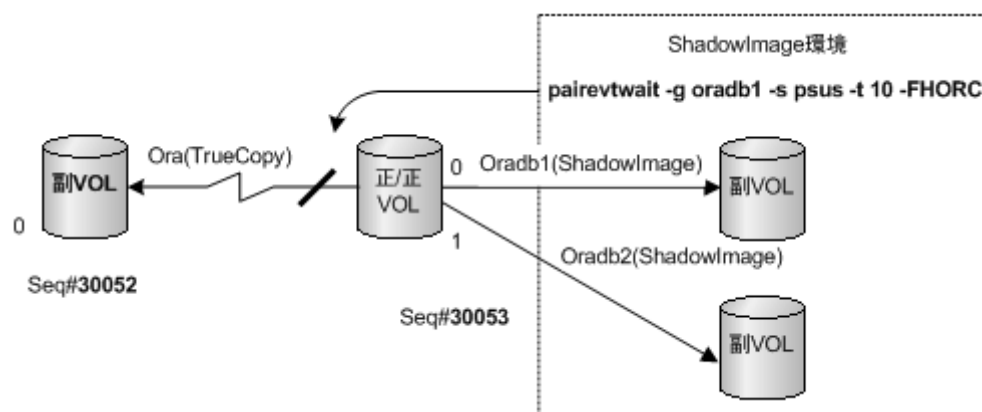 ShadowImage環境
pairevtwait -g oradb1 -s psus -t 10 -FHORC
Ora(TrueCopy)
副VOL
0
Seq#30052
正/正
VOL
0
1
Seq#30053
Oradb1(ShadowImage)
副VOL
Oradb2(ShadowImage)
副VOL